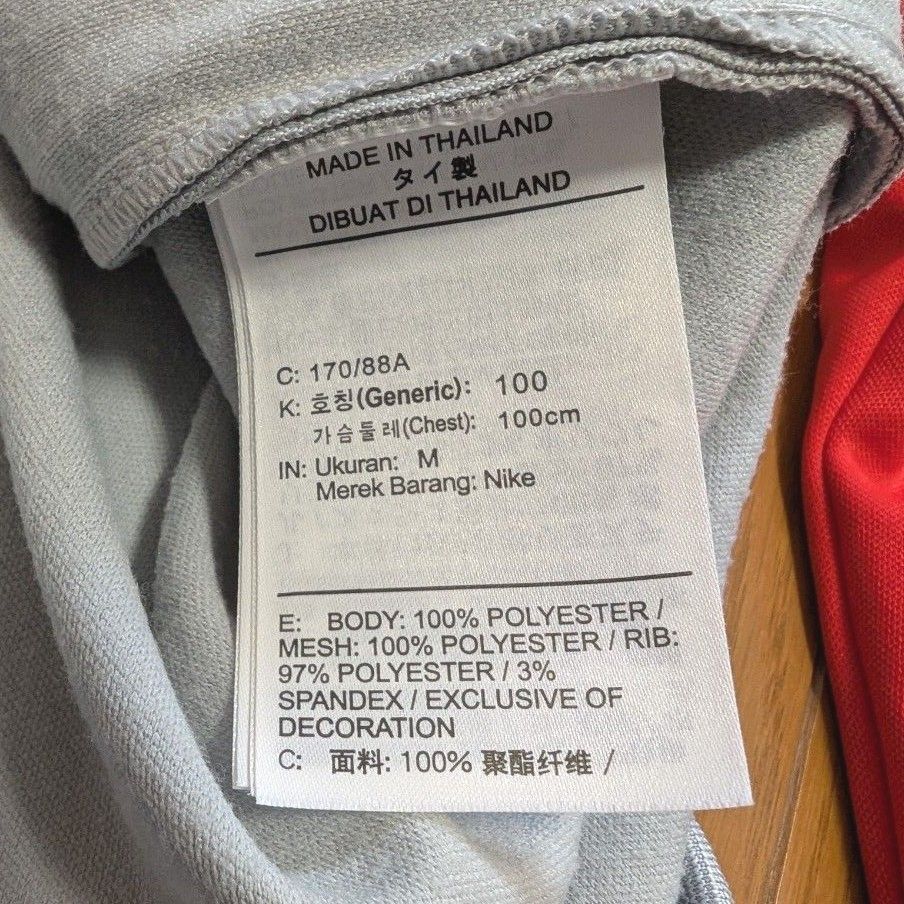 MADE IN THAILAND
タイ製
DIBUAT DI THAILAND
C: 170/88A
K: 호칭(Generic): 100
가슴둘레(Chest): 100cm
IN: Ukuran: M
Merek Barang: Nike
E: BODY: 100% POLYESTER /
MESH: 100% POLYESTER / RIB:
97% POLYESTER / 3%
SPANDEX / EXCLUSIVE OF
DECORATION
C: 面料: 100% 聚酯纤维 /